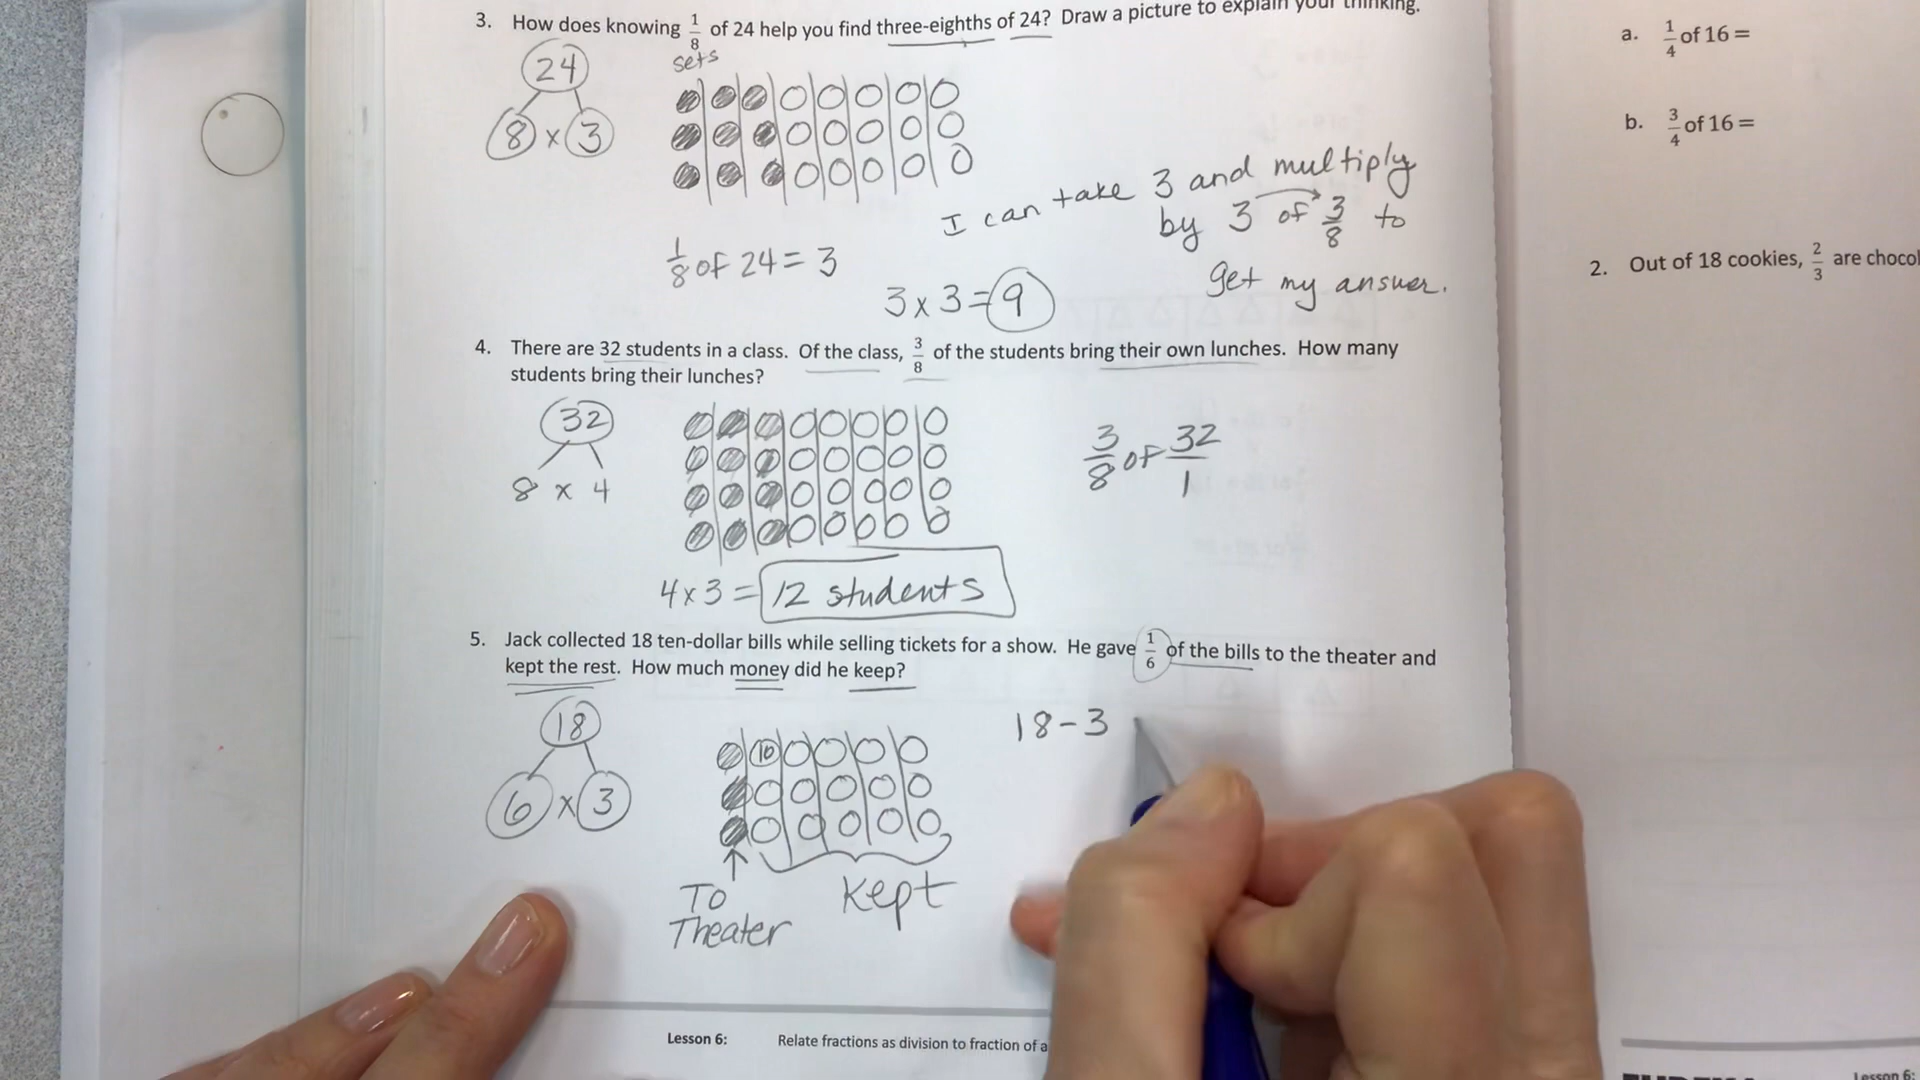 3. How does knowing 1/8 of 24 help you find three-eighths of 24? Draw a picture to explain your thinking.
24
8 x 3
sets
I can take 3 and multiply
by 3 of 3/8 to
get my answer.
1/8 of 24 = 3
3 x 3 = 9
4. There are 32 students in a class. Of the class, 3/8 of the students bring their own lunches. How many
students bring their lunches?
32
8 x 4
3/8 of 32/1
4 x 3 = 12 students
5. Jack collected 18 ten-dollar bills while selling tickets for a show. He gave 1/6 of the bills to the theater and
kept the rest. How much money did he keep?
18
6 x 3
10
18 - 3
To
Theater
Kept
Lesson 6: Relate fractions as division to fraction of a
a. 1/4 of 16 =
b. 3/4 of 16 =
2. Out of 18 cookies, 2/3 are chocol
Lesson 6: